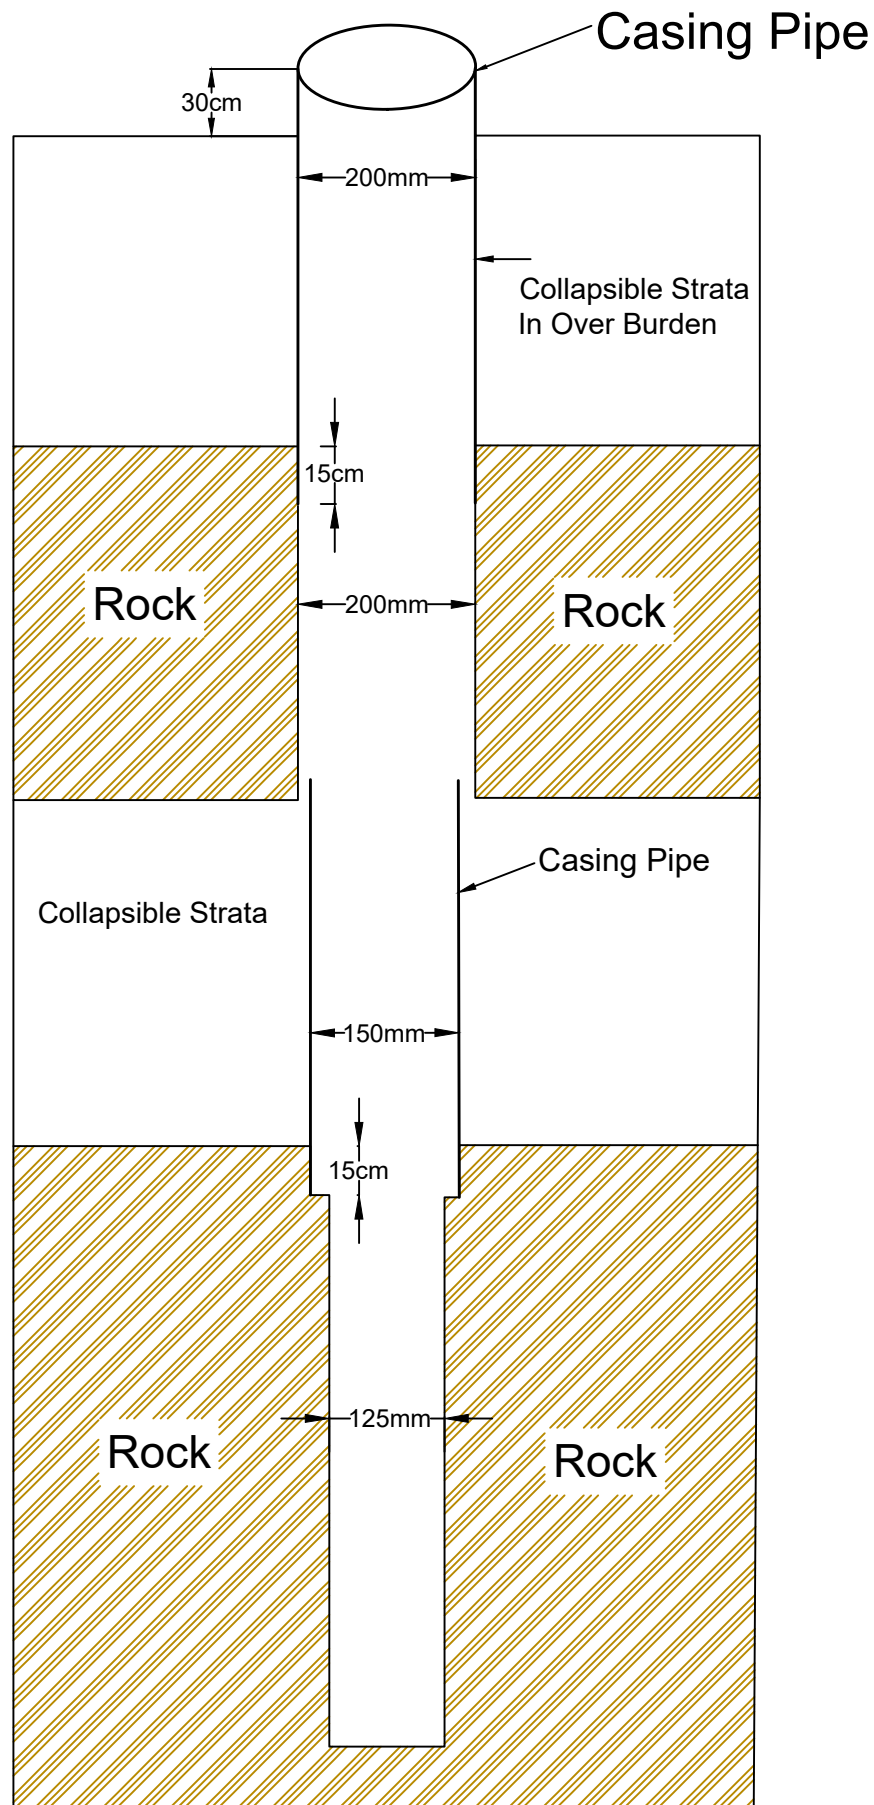 Casing Pipe
30cm
200mm
Collapsible Strata
In Over Burden
15cm
Rock
200mm
Rock
Casing Pipe
Collapsible Strata
150mm
15cm
125mm
Rock
Rock